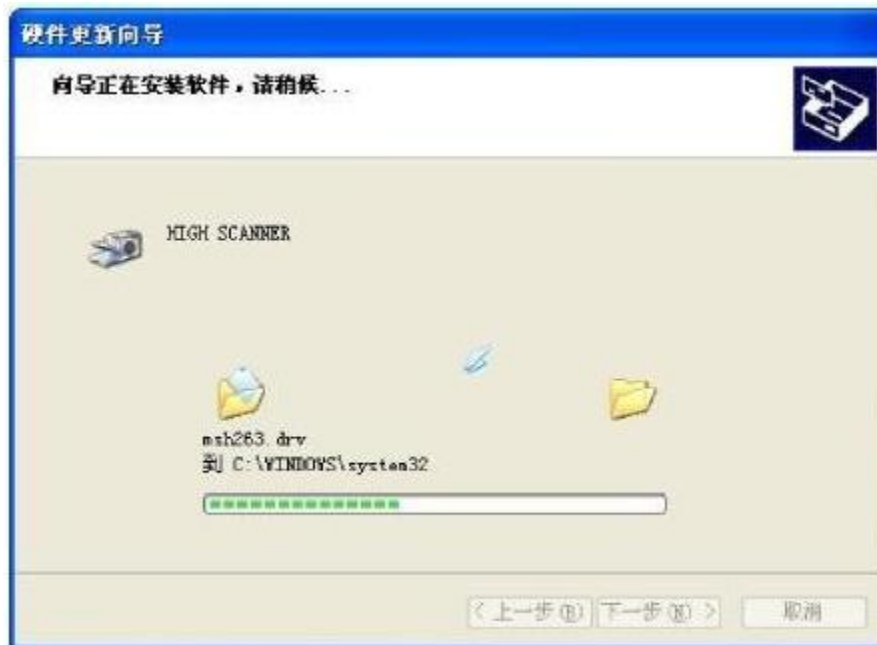 硬件更新向导
向导正在安装软件，请稍候...
HIGH SCANNER
msh263.drv
到 C:\WINDOWS\system32
< 上一步(B)
下一步(N) >
取消